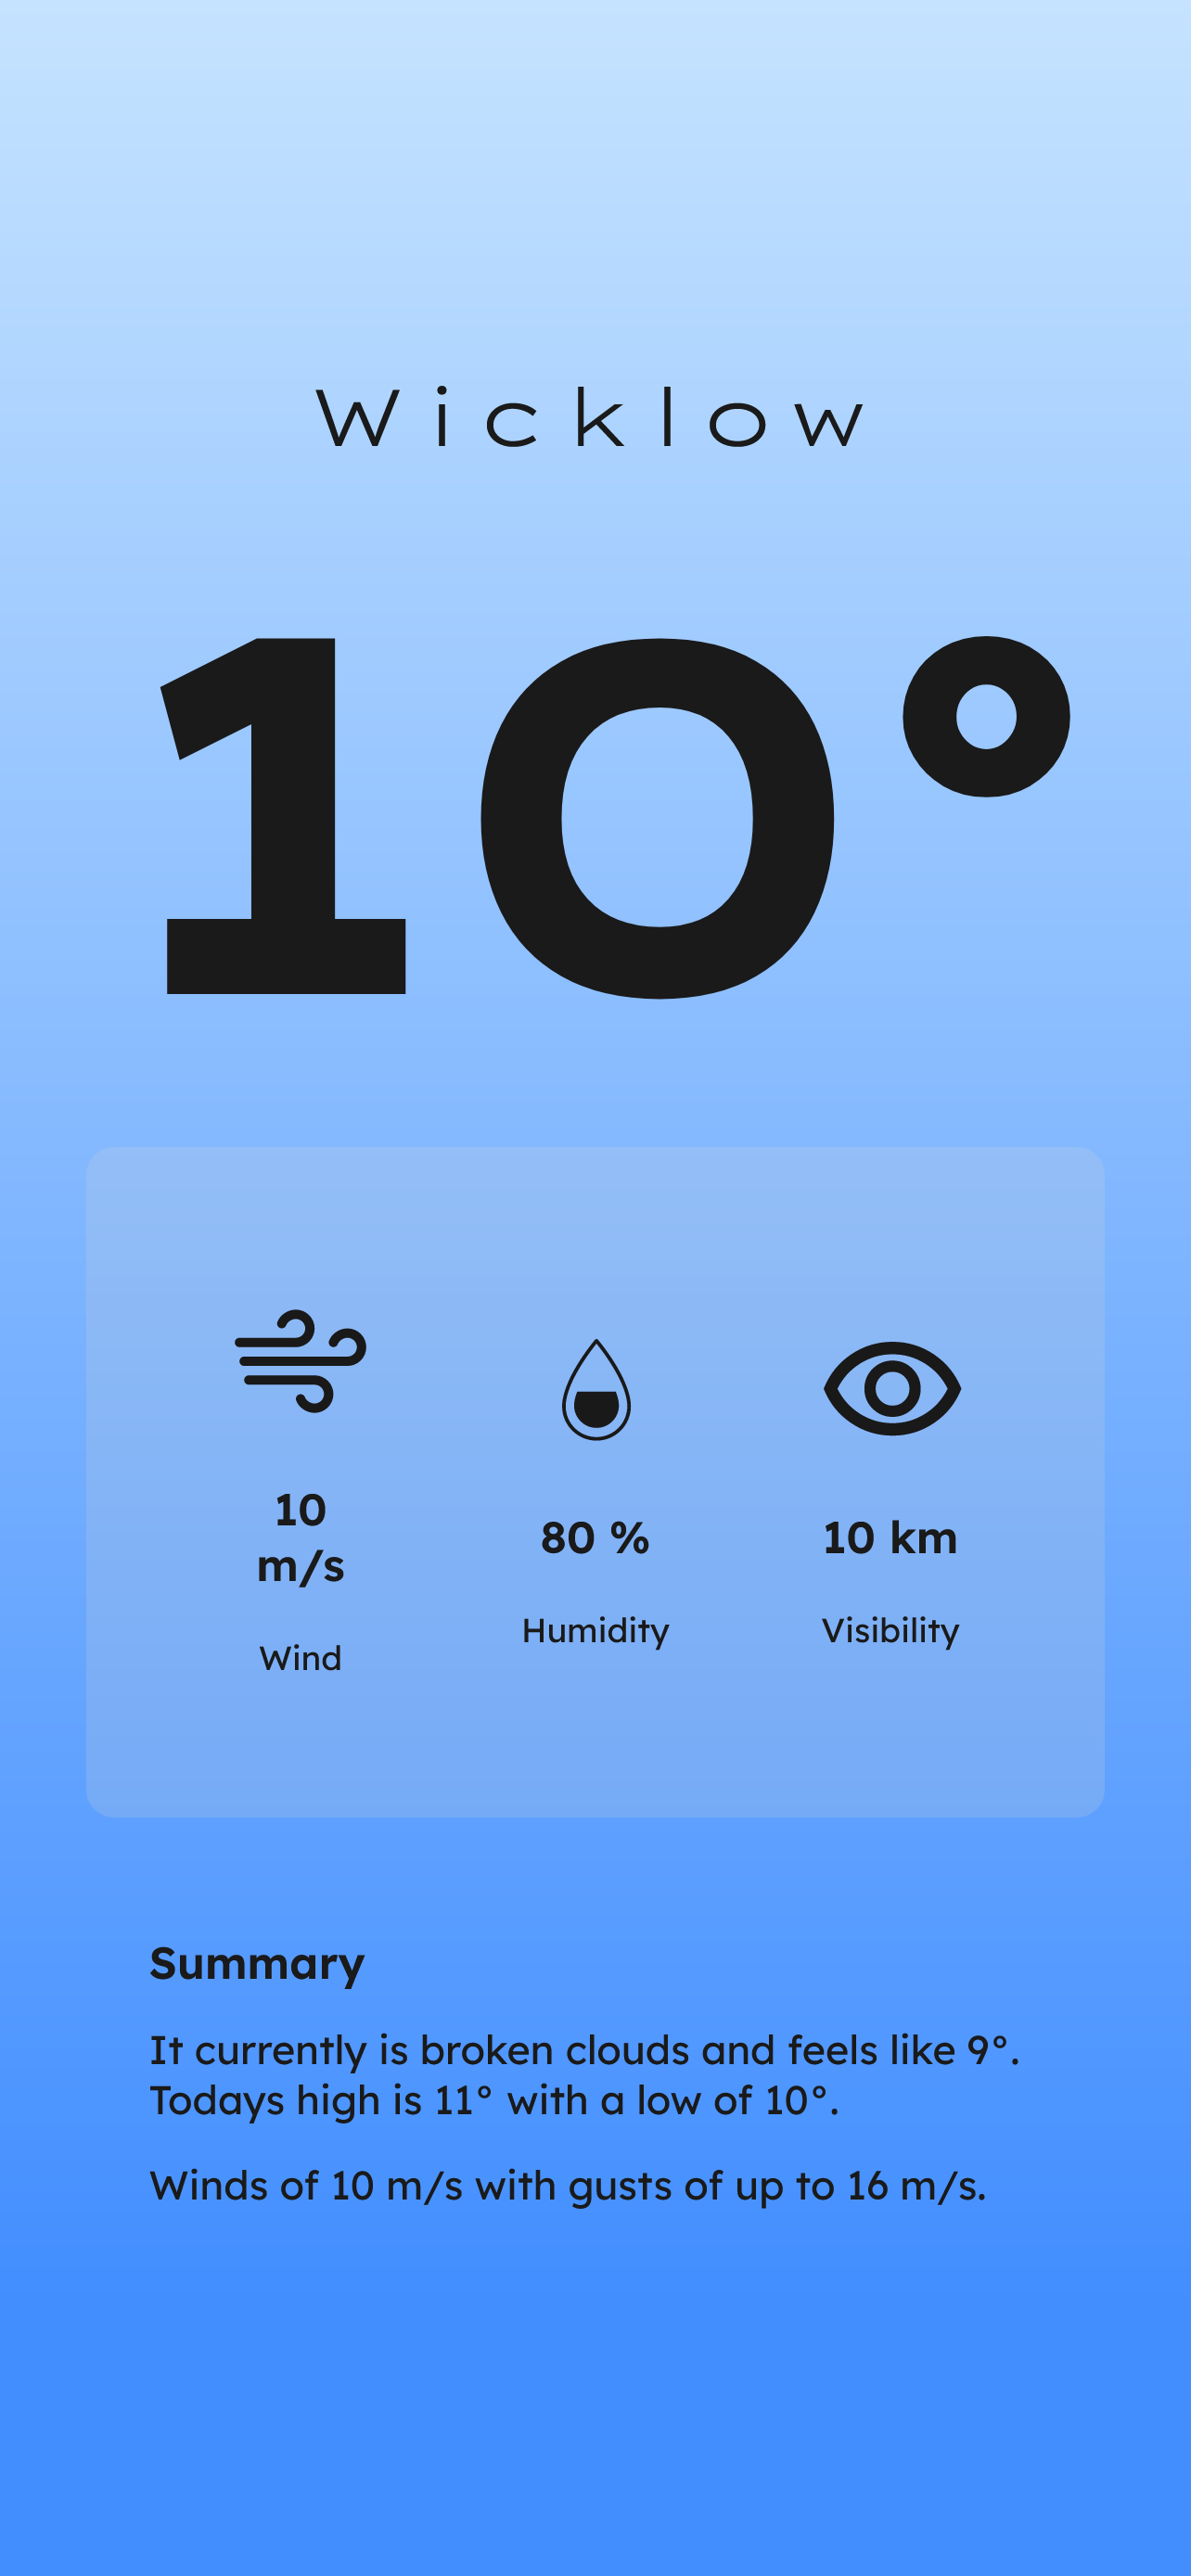 Wicklow
10°
10
m/s
Wind
80 %
Humidity
10 km
Visibility
Summary
It currently is broken clouds and feels like 9°.
Todays high is 11° with a low of 10°.
Winds of 10 m/s with gusts of up to 16 m/s.